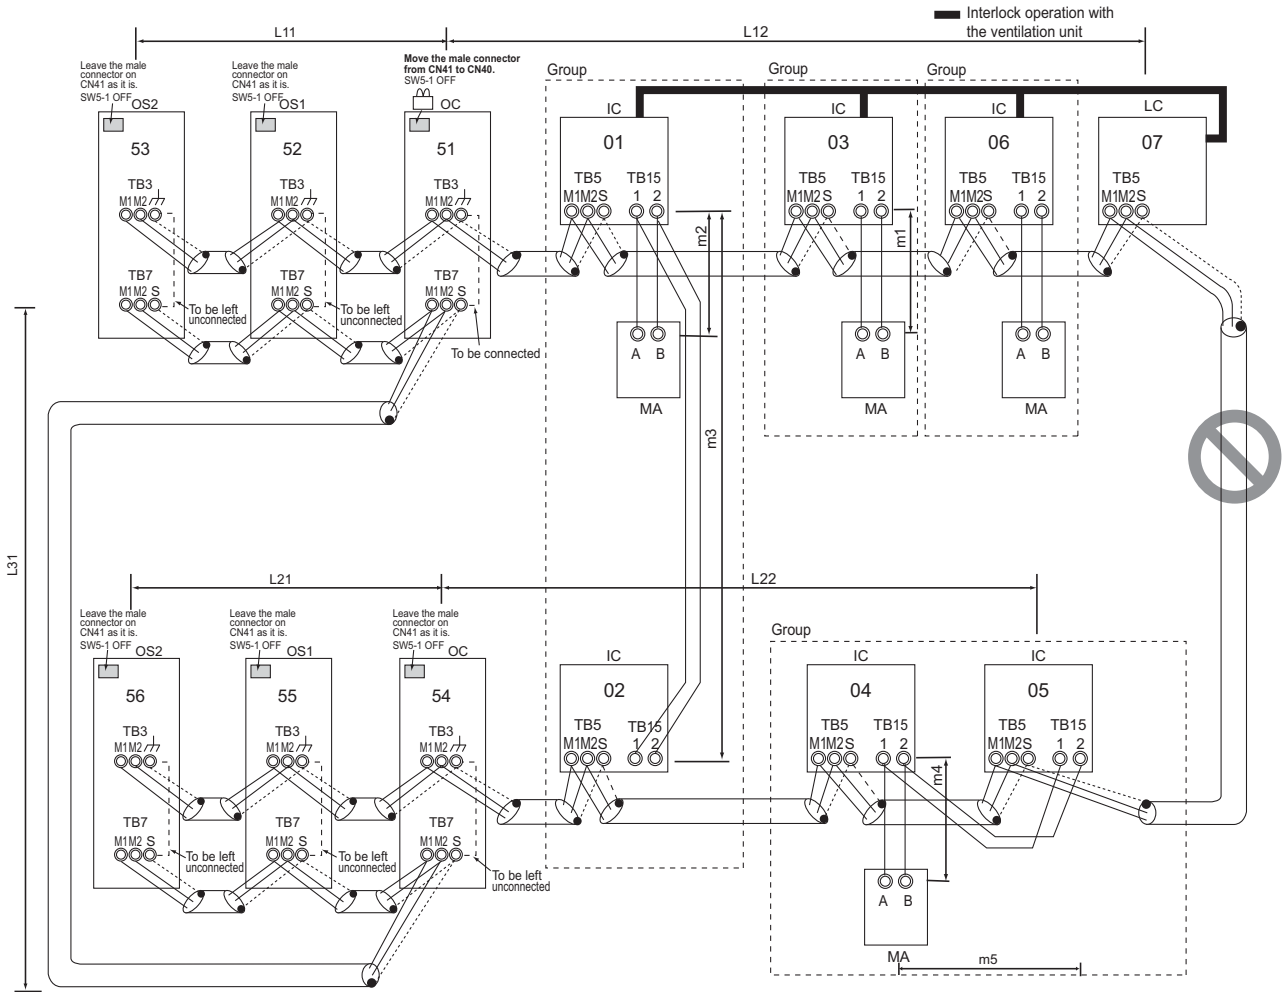 Interlock operation with
the ventilation unit
L11
L12
Leave the male
connector on
CN41 as it is.
SW5-1 OFF
OS2
Leave the male
connector on
CN41 as it is.
SW5-1 OFF
OS1
Move the male connector
from CN41 to CN40.
SW5-1 OFF
OC
Group
Group
Group
IC
IC
IC
LC
53
52
51
01
03
06
07
TB3
TB3
TB3
M1M2
M1M2
M1M2
TB5 TB15
M1M2S 1 2
TB5 TB15
M1M2S 1 2
TB5 TB15
M1M2S 1 2
TB5
M1M2S
TB7
M1M2 S
TB7
M1M2 S
TB7
M1M2 S
To be left
unconnected
To be left
unconnected
To be connected
m2
m1
m3
A B
MA
A B
MA
A B
MA
L31
L21
L22
Leave the male
connector on
CN41 as it is.
SW5-1 OFF
OS2
Leave the male
connector on
CN41 as it is.
SW5-1 OFF
OS1
Leave the male
connector on
CN41 as it is.
SW5-1 OFF
OC
Group
IC
IC
IC
56
55
54
02
04
05
TB3
TB3
TB3
M1M2
M1M2
M1M2
TB5 TB15
M1M2S 1 2
TB5 TB15
M1M2S 1 2
TB5 TB15
M1M2S 1 2
TB7
M1M2 S
TB7
M1M2 S
TB7
M1M2 S
To be left
unconnected
To be left
unconnected
To be left
unconnected
m4
A B
MA
m5